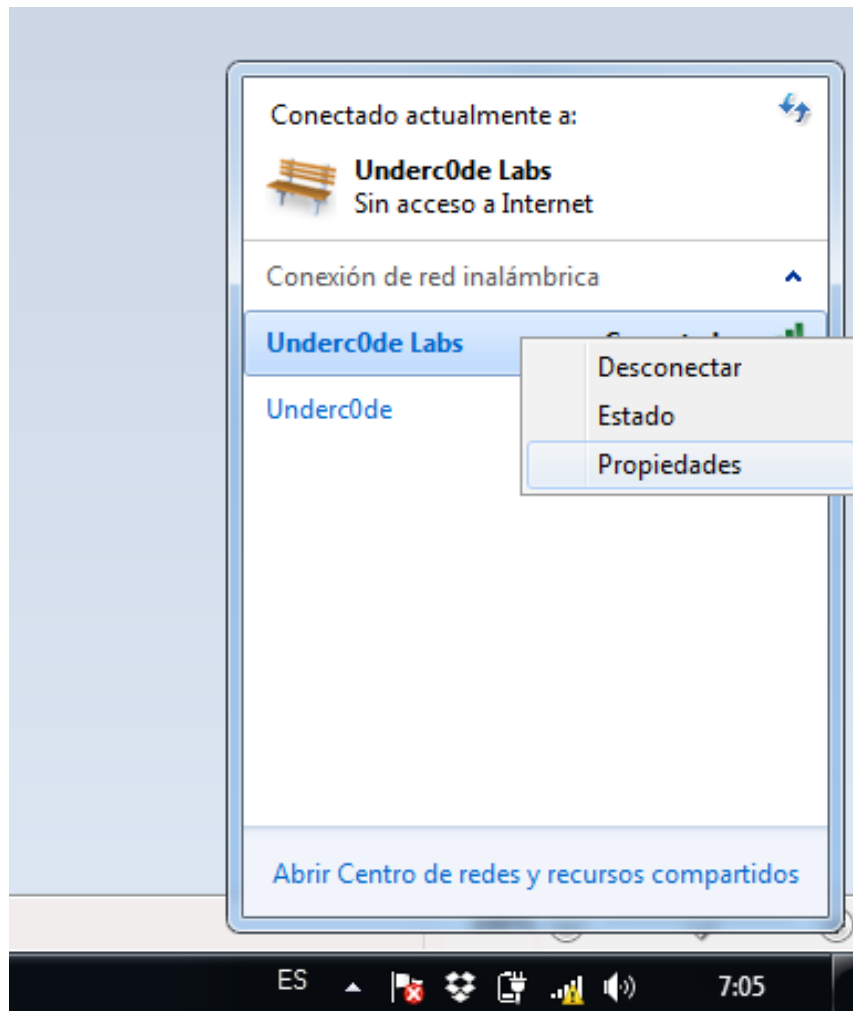 Conectado actualmente a:
Underc0de Labs
Sin acceso a Internet
Conexión de red inalámbrica
Underc0de Labs
Desconectar
Underc0de
Estado
Propiedades
Abrir Centro de redes y recursos compartidos
ES
7:05